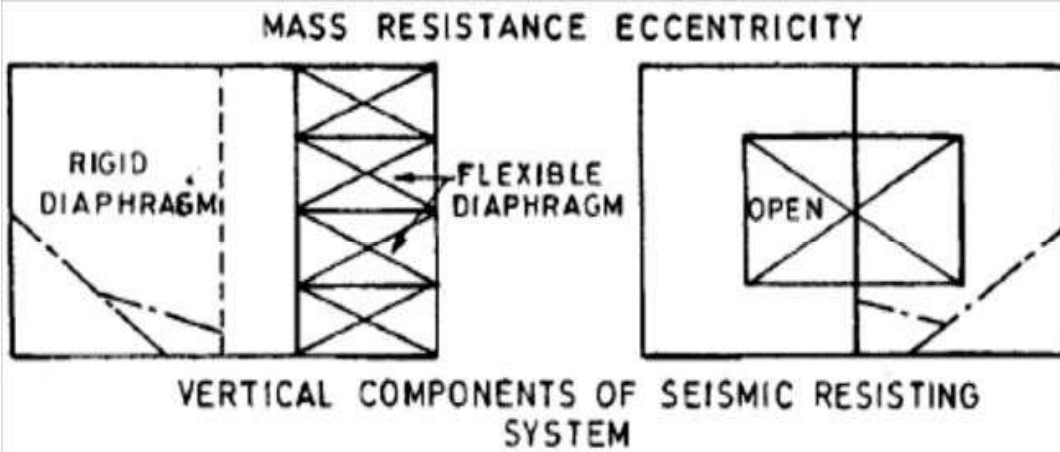 MASS RESISTANCE ECCENTRICITY
RIGID
DIAPHRAGM
FLEXIBLE
DIAPHRAGM
OPEN
VERTICAL COMPONENTS OF SEISMIC RESISTING
SYSTEM